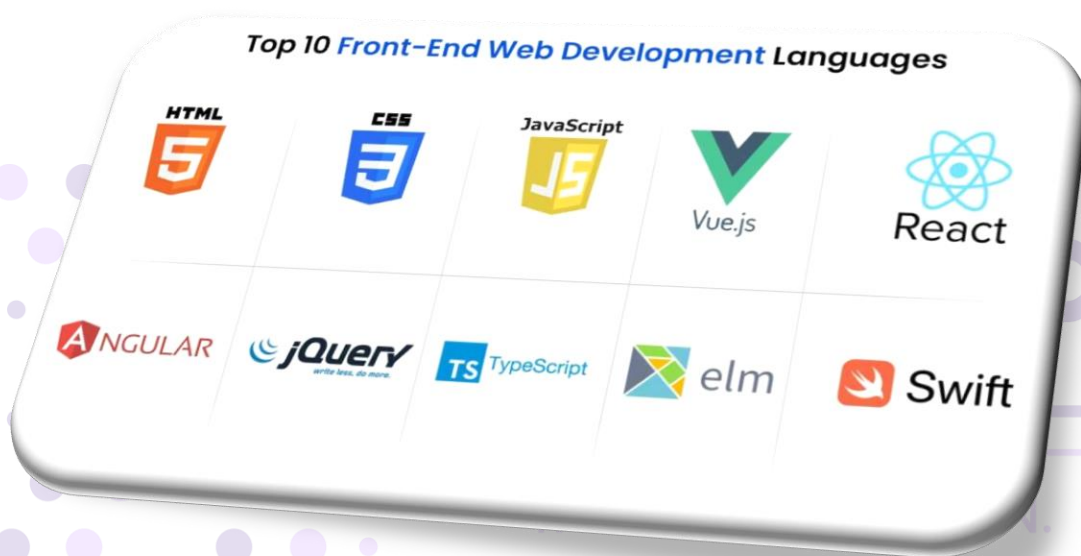 Top 10 Front-End Web Development Languages
HTML
5
CSS
3
JavaScript
JS
Vue.js
React
ANGULAR
jQuery
write less, do more.
TS TypeScript
elm
Swift
N.